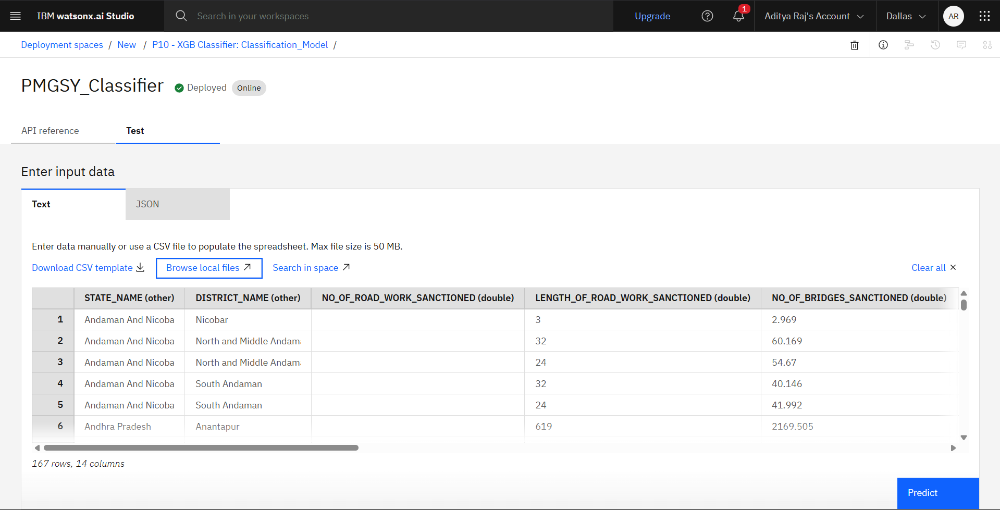 IBM watsonx.ai Studio Search in your workspaces Upgrade 1 Aditya Raj's Account Dallas AR
Deployment spaces / New / P10 - XGB Classifier: Classification_Model /
PMGSY_Classifier Deployed Online
API reference Test
Enter input data
Text JSON
Enter data manually or use a CSV file to populate the spreadsheet. Max file size is 50 MB.
Download CSV template Browse local files Search in space Clear all
STATE_NAME (other) DISTRICT_NAME (other) NO_OF_ROAD_WORK_SANCTIONED (double) LENGTH_OF_ROAD_WORK_SANCTIONED (double) NO_OF_BRIDGES_SANCTIONED (double)
1 Andaman And Nicoba Nicobar 3 2.969
2 Andaman And Nicoba North and Middle Andam 32 60.169
3 Andaman And Nicoba North and Middle Andam 24 54.67
4 Andaman And Nicoba South Andaman 32 40.146
5 Andaman And Nicoba South Andaman 24 41.992
6 Andhra Pradesh Anantapur 619 2169.505
167 rows, 14 columns
Predict